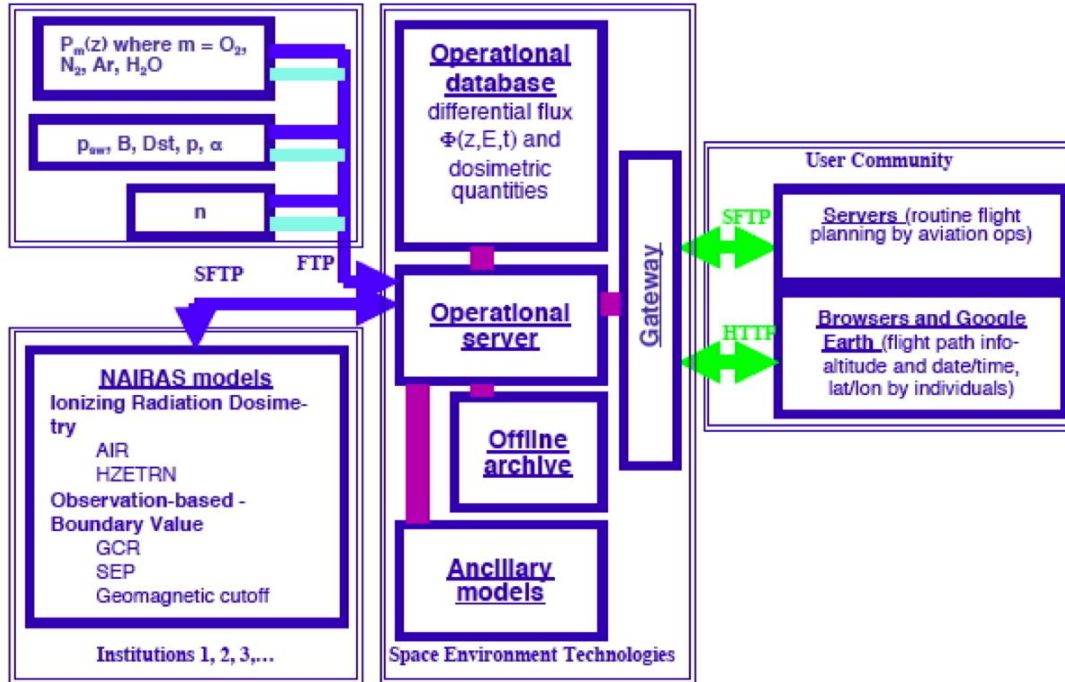 P_m(z) where m = O₂,
N₂, Ar, H₂O
p_sw, B, Dst, p, α
n
FTP
SFTP
NAIRAS models
Ionizing Radiation Dosime-
try
AIR
HZETRN
Observation-based -
Boundary Value
GCR
SEP
Geomagnetic cutoff
Institutions 1, 2, 3,...
Operational
database
differential flux
Φ(z,E,t) and
dosimetric
quantities
Operational
server
Offline
archive
Ancillary
models
Space Environment Technologies
Gateway
SFTP
HTTP
User Community
Servers (routine flight
planning by aviation ops)
Browsers and Google
Earth (flight path info-
altitude and date/time,
lat/lon by individuals)